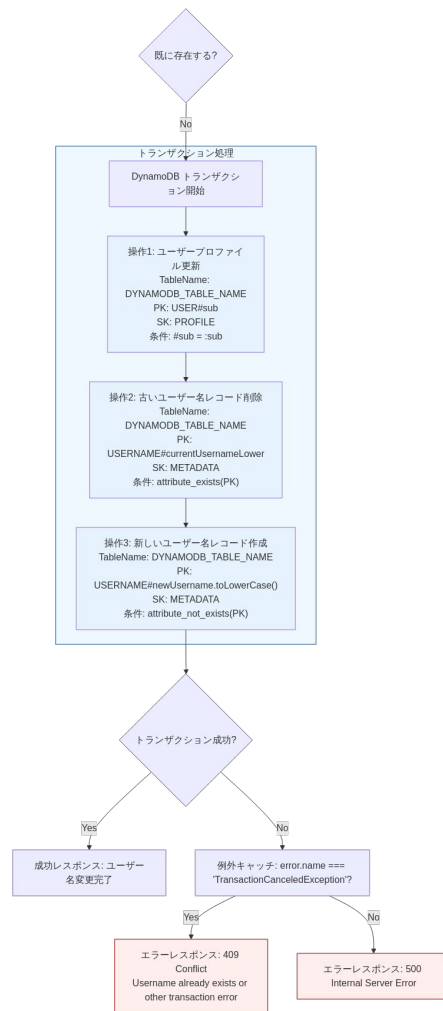 既に存在する?
No
トランザクション処理
DynamoDB トランザクシ
ョン開始
操作1: ユーザープロファイ
ル更新
TableName:
DYNAMODB_TABLE_NAME
PK: USER#sub
SK: PROFILE
条件: #sub = :sub
操作2: 古いユーザー名レコード削除
TableName:
DYNAMODB_TABLE_NAME
PK:
USERNAME#currentUsernameLower
SK: METADATA
条件: attribute_exists(PK)
操作3: 新しいユーザー名レコード作成
TableName: DYNAMODB_TABLE_NAME
PK:
USERNAME#newUsername.toLowerCase()
SK: METADATA
条件: attribute_not_exists(PK)
トランザクション成功?
Yes
No
成功レスポンス: ユーザー
名変更完了
例外キャッチ: error.name ===
'TransactionCanceledException'?
Yes
No
エラーレスポンス: 409
Conflict
Username already exists or
other transaction error
エラーレスポンス: 500
Internal Server Error